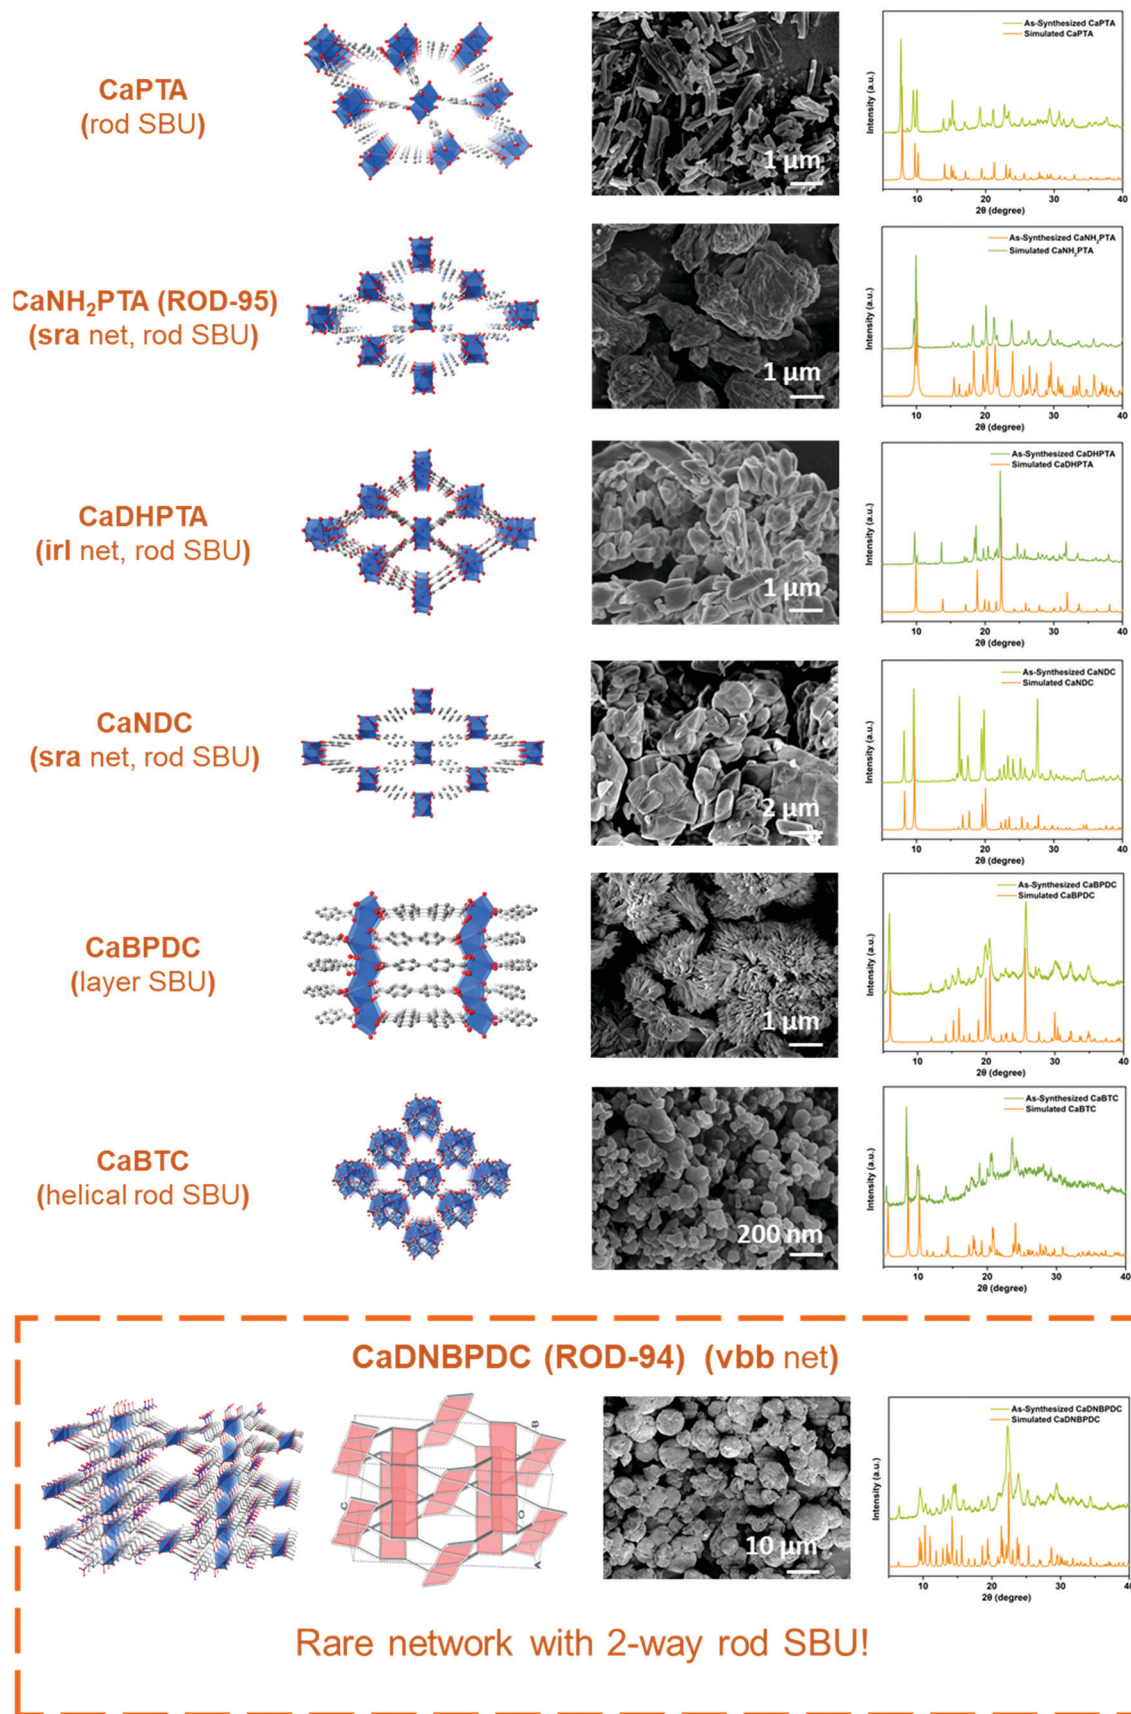 CaPTA
(rod SBU)
1 µm
As-Synthesized CaPTA
Simulated CaPTA
Intensity (a.u.)
10 20 30 40
2θ (degree)
CaNH₂PTA (ROD-95)
(sra net, rod SBU)
1 µm
As-Synthesized CaNH₂PTA
Simulated CaNH₂PTA
Intensity (a.u.)
10 20 30 40
2θ (degree)
CaDHPTA
(irl net, rod SBU)
1 µm
As-Synthesized CaDHPTA
Simulated CaDHPTA
Intensity (a.u.)
10 20 30 40
2θ (degree)
CaNDC
(sra net, rod SBU)
2 µm
As-Synthesized CaNDC
Simulated CaNDC
Intensity (a.u.)
10 20 30 40
2θ (degree)
CaBPDC
(layer SBU)
1 µm
As-Synthesized CaBPDC
Simulated CaBPDC
Intensity (a.u.)
10 20 30 40
2θ (degree)
CaBTC
(helical rod SBU)
200 nm
As-Synthesized CaBTC
Simulated CaBTC
Intensity (a.u.)
10 20 30 40
2θ (degree)
CaDNBPDC (ROD-94) (vbb net)
B
C
O
A
10 µm
As-Synthesized CaDNBPDC
Simulated CaDNBPDC
Intensity (a.u.)
10 20 30 40
2θ (degree)
Rare network with 2-way rod SBU!